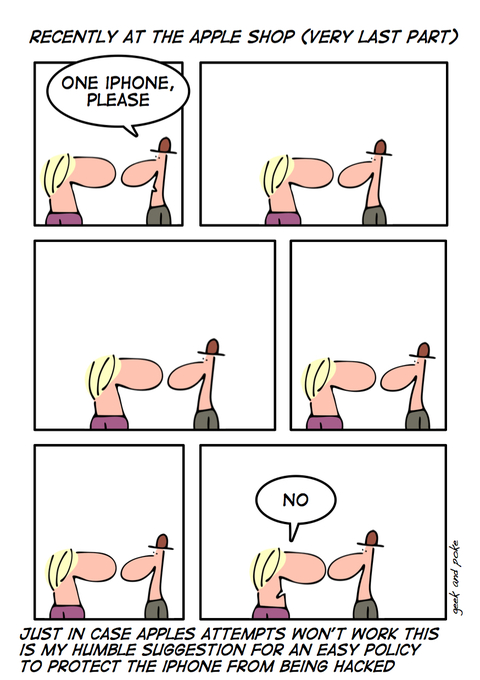 RECENTLY AT THE APPLE SHOP (VERY LAST PART)
ONE IPHONE,
PLEASE
NO
geek and poke
JUST IN CASE APPLES ATTEMPTS WON'T WORK THIS
IS MY HUMBLE SUGGESTION FOR AN EASY POLICY
TO PROTECT THE IPHONE FROM BEING HACKED